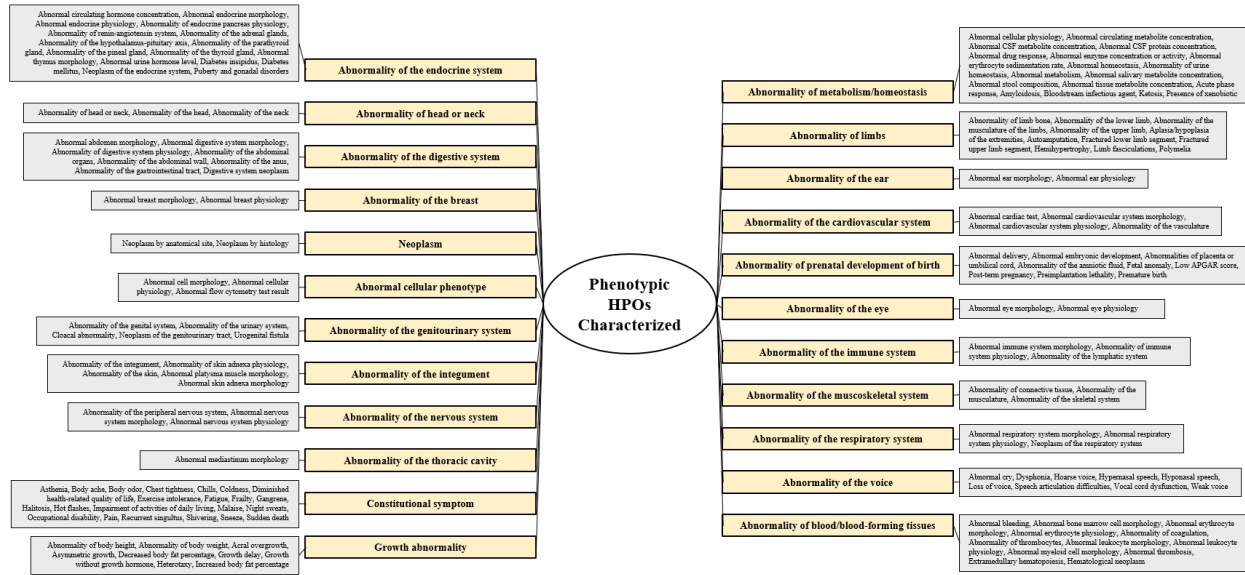 Abnormal circulating hormone concentration, Abnormal endocrine morphology,
Abnormal endocrine physiology, Abnormality of endocrine pancreas physiology,
Abnormality of renin-angiotensin system, Abnormality of the adrenal glands,
Abnormality of the hypothalamus-pituitary axis, Abnormality of the parathyroid
gland, Abnormality of the pineal gland, Abnormality of the thyroid gland, Abnormal
thymus morphology, Abnormal urine hormone level, Diabetes insipidus, Diabetes
mellitus, Neoplasm of the endocrine system, Puberty and gonadal disorders
Abnormality of the endocrine system
Abnormality of head or neck, Abnormality of the head, Abnormality of the neck
Abnormality of head or neck
Abnormal abdomen morphology, Abnormal digestive system morphology,
Abnormality of digestive system physiology, Abnormality of the abdominal
organs, Abnormality of the abdominal wall, Abnormality of the anus,
Abnormality of the gastrointestinal tract, Digestive system neoplasm
Abnormality of the digestive system
Abnormal breast morphology, Abnormal breast physiology
Abnormality of the breast
Neoplasm by anatomical site, Neoplasm by histology
Neoplasm
Abnormal cell morphology, Abnormal cellular
physiology, Abnormal flow cytometry test result
Abnormal cellular phenotype
Abnormality of the genital system, Abnormality of the urinary system,
Cloacal abnormality, Neoplasm of the genitourinary tract, Urogenital fistula
Abnormality of the genitourinary system
Abnormality of the integument, Abnormality of skin adnexa physiology,
Abnormality of the skin, Abnormal platysma muscle morphology,
Abnormal skin adnexa morphology
Abnormality of the integument
Abnormality of the peripheral nervous system, Abnormal nervous
system morphology, Abnormal nervous system physiology
Abnormality of the nervous system
Abnormal mediastinum morphology
Abnormality of the thoracic cavity
Asthenia, Body ache, Body odor, Chest tightness, Chills, Coldness, Diminished
health-related quality of life, Exercise intolerance, Fatigue, Frailty, Gangrene,
Halitosis, Hot flashes, Impairment of activities of daily living, Malaise, Night sweats,
Occupational disability, Pain, Recurrent singultus, Shivering, Sneeze, Sudden death
Constitutional symptom
Abnormality of body height, Abnormality of body weight, Acral overgrowth,
Asymmetric growth, Decreased body fat percentage, Growth delay, Growth
without growth hormone, Heterotaxy, Increased body fat percentage
Growth abnormality
Phenotypic
HPOs
Characterized
Abnormality of metabolism/homeostasis
Abnormal cellular physiology, Abnormal circulating metabolite concentration,
Abnormal CSF metabolite concentration, Abnormal CSF protein concentration,
Abnormal drug response, Abnormal enzyme concentration or activity, Abnormal
erythrocyte sedimentation rate, Abnormal homeostasis, Abnormality of urine
homeostasis, Abnormal metabolism, Abnormal salivary metabolite concentration,
Abnormal stool composition, Abnormal tissue metabolite concentration, Acute phase
response, Amyloidosis, Bloodstream infectious agent, Ketosis, Presence of xenobiotic
Abnormality of limbs
Abnormality of limb bone, Abnormality of the lower limb, Abnormality of the
musculature of the limbs, Abnormality of the upper limb, Aplasia/hypoplasia
of the extremities, Autoamputation, Fractured lower limb segment, Fractured
upper limb segment, Hemihypertrophy, Limb fasciculations, Polymelia
Abnormality of the ear
Abnormal ear morphology, Abnormal ear physiology
Abnormality of the cardiovascular system
Abnormal cardiac test, Abnormal cardiovascular system morphology,
Abnormal cardiovascular system physiology, Abnormality of the vasculature
Abnormality of prenatal development of birth
Abnormal delivery, Abnormal embryonic development, Abnormalities of placenta or
umbilical cord, Abnormality of the amniotic fluid, Fetal anomaly, Low APGAR score,
Post-term pregnancy, Preimplantation lethality, Premature birth
Abnormality of the eye
Abnormal eye morphology, Abnormal eye physiology
Abnormality of the immune system
Abnormal immune system morphology, Abnormality of immune
system physiology, Abnormality of the lymphatic system
Abnormality of the muscoskeletal system
Abnormality of connective tissue, Abnormality of the
musculature, Abnormality of the skeletal system
Abnormality of the respiratory system
Abnormal respiratory system morphology, Abnormal respiratory
system physiology, Neoplasm of the respiratory system
Abnormality of the voice
Abnormal cry, Dysphonia, Hoarse voice, Hypernasal speech, Hyponasal speech,
Loss of voice, Speech articulation difficulties, Vocal cord dysfunction, Weak voice
Abnormality of blood/blood-forming tissues
Abnormal bleeding, Abnormal bone marrow cell morphology, Abnormal erythrocyte
morphology, Abnormal erythrocyte physiology, Abnormality of coagulation,
Abnormality of thrombocytes, Abnormal leukocyte morphology, Abnormal leukocyte
physiology, Abnormal myeloid cell morphology, Abnormal thrombosis,
Extramedullary hematopoiesis, Hematological neoplasm